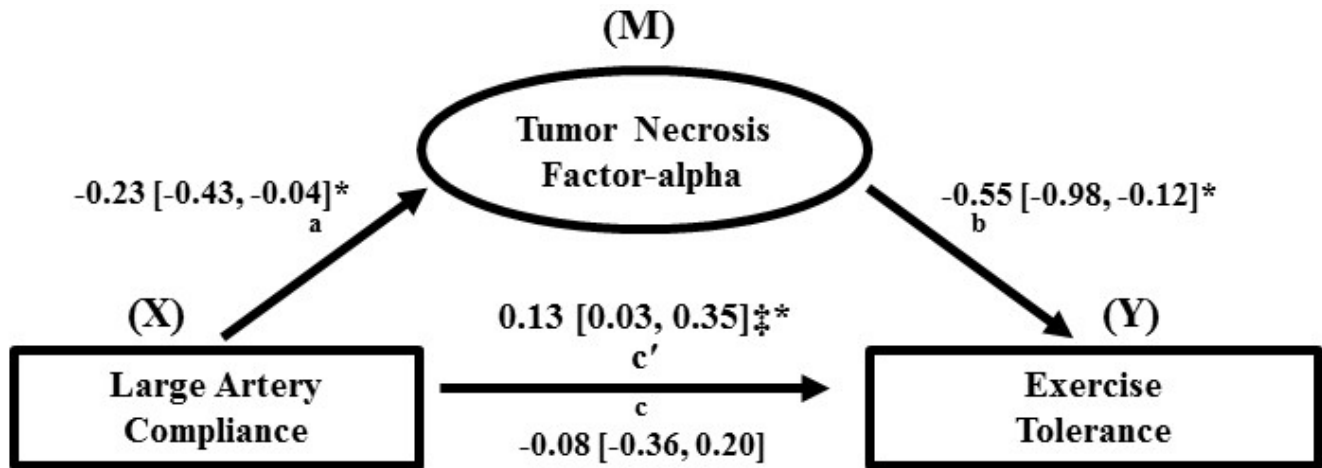 (M)
Tumor Necrosis
Factor-alpha
-0.23 [-0.43, -0.04]*
a
-0.55 [-0.98, -0.12]*
b
(X)
0.13 [0.03, 0.35]‡*
(Y)
c′
Large Artery
Compliance
c
-0.08 [-0.36, 0.20]
Exercise
Tolerance